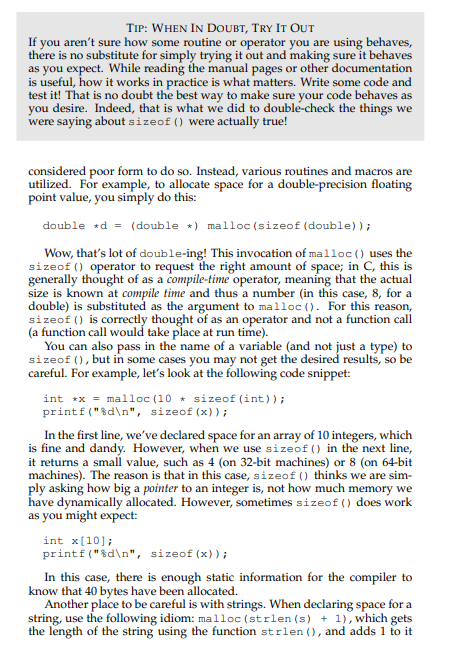 TIP: WHEN IN DOUBT, TRY IT OUT
If you aren't sure how some routine or operator you are using behaves,
there is no substitute for simply trying it out and making sure it behaves
as you expect. While reading the manual pages or other documentation
is useful, how it works in practice is what matters. Write some code and
test it! That is no doubt the best way to make sure your code behaves as
you desire. Indeed, that is what we did to double-check the things we
were saying about sizeof() were actually true!
considered poor form to do so. Instead, various routines and macros are
utilized. For example, to allocate space for a double-precision floating
point value, you simply do this:
double *d = (double *) malloc(sizeof(double));
Wow, that's lot of double-ing! This invocation of malloc() uses the
sizeof() operator to request the right amount of space; in C, this is
generally thought of as a compile-time operator, meaning that the actual
size is known at compile time and thus a number (in this case, 8, for a
double) is substituted as the argument to malloc(). For this reason,
sizeof() is correctly thought of as an operator and not a function call
(a function call would take place at run time).
You can also pass in the name of a variable (and not just a type) to
sizeof(), but in some cases you may not get the desired results, so be
careful. For example, let's look at the following code snippet:
int *x = malloc(10 * sizeof(int));
printf("%d\n", sizeof(x));
In the first line, we've declared space for an array of 10 integers, which
is fine and dandy. However, when we use sizeof() in the next line,
it returns a small value, such as 4 (on 32-bit machines) or 8 (on 64-bit
machines). The reason is that in this case, sizeof() thinks we are sim-
ply asking how big a pointer to an integer is, not how much memory we
have dynamically allocated. However, sometimes sizeof() does work
as you might expect:
int x[10];
printf("%d\n", sizeof(x));
In this case, there is enough static information for the compiler to
know that 40 bytes have been allocated.
Another place to be careful is with strings. When declaring space for a
string, use the following idiom: malloc(strlen(s) + 1), which gets
the length of the string using the function strlen(), and adds 1 to it